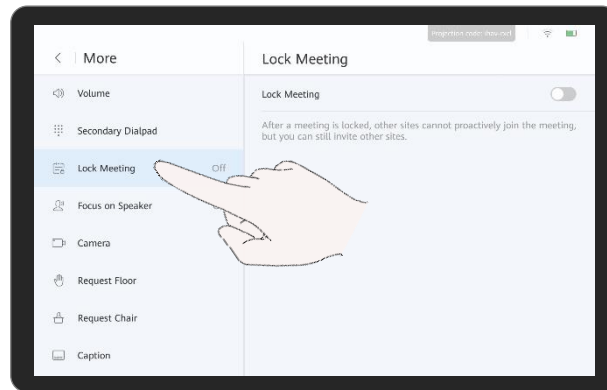 Projection code:
More
Lock Meeting
Volume
Lock Meeting
Secondary Dialpad
After a meeting is locked, other sites cannot proactively join the meeting,
but you can still invite other sites.
Lock Meeting
Off
Focus on Speaker
Camera
Request Floor
Request Chair
Caption